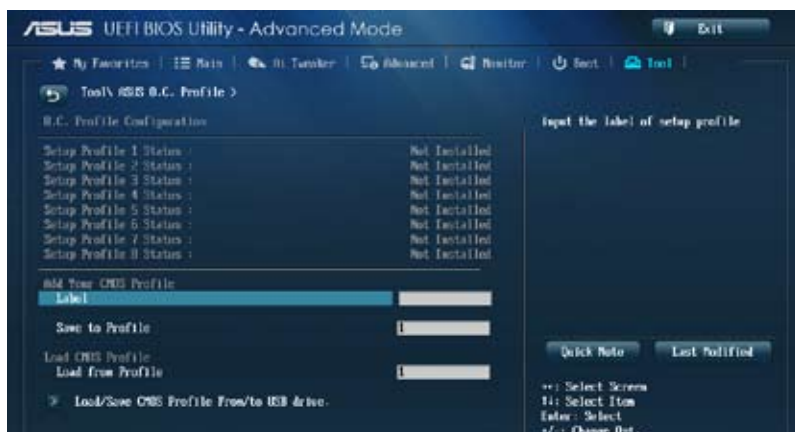 ASUS UEFI BIOS Utility - Advanced Mode
Exit
My Favorites | Main | Ai Tweaker | Advanced | Monitor | Boot | Tool
Tool\ ASUS O.C. Profile >
O.C. Profile Configuration
Input the label of setup profile
Setup Profile 1 Status : Not Installed
Setup Profile 2 Status : Not Installed
Setup Profile 3 Status : Not Installed
Setup Profile 4 Status : Not Installed
Setup Profile 5 Status : Not Installed
Setup Profile 6 Status : Not Installed
Setup Profile 7 Status : Not Installed
Setup Profile 8 Status : Not Installed
Add Your CMOS Profile
Label
Save to Profile 1
Load CMOS Profile
Load from Profile 1
> Load/Save CMOS Profile From/to USB drive.
Quick Note
Last Modified
→←: Select Screen
↑↓: Select Item
Enter: Select
+/-: Change Opt